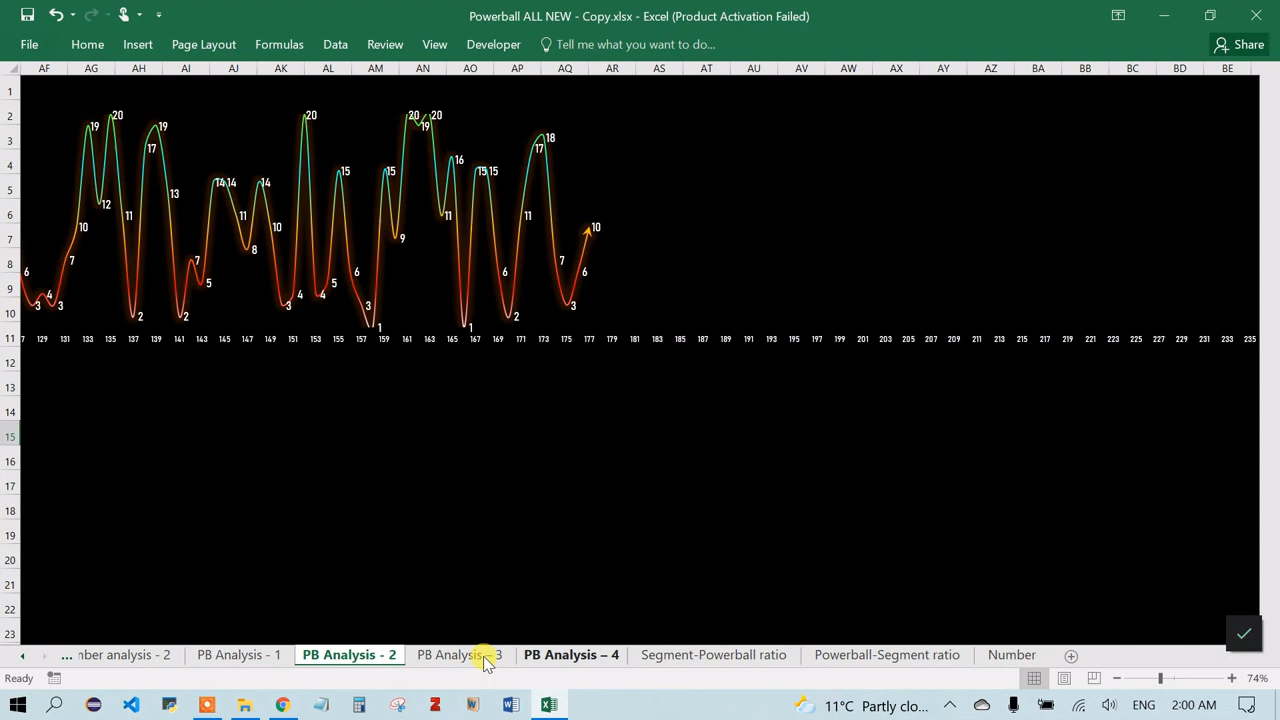 Powerball ALL NEW - Copy.xlsx - Excel (Product Activation Failed)
File Home Insert Page Layout Formulas Data Review View Developer Tell me what you want to do... Share
AF AG AH AI AJ AK AL AM AN AO AP AQ AR AS AT AU AV AW AX AY AZ BA BB BC BD BE
1
2
3
4
5
6
7
8
9
10
11
12
13
14
15
16
17
18
19
20
21
22
23
20 20 20 19 20
19 19 19 18
17 17
16
14 14 14 15 15 15 15
13
12
11 11 11 11
10 10 10
9
8
7 7 7
6 6 6 6
5 5
3 4 3 3 4 4 3 3
2 2 2
1 1
7 129 131 133 135 137 139 141 143 145 147 149 151 153 155 157 159 161 163 165 167 169 171 173 175 177 179 181 183 185 187 189 191 193 195 197 199 201 203 205 207 209 211 213 215 217 219 221 223 225 227 229 231 233 235
... nber analysis - 2 PB Analysis - 1 PB Analysis - 2 PB Analysis - 3 PB Analysis – 4 Segment-Powerball ratio Powerball-Segment ratio Number
Ready 74%
11°C Partly clo... ENG 2:00 AM